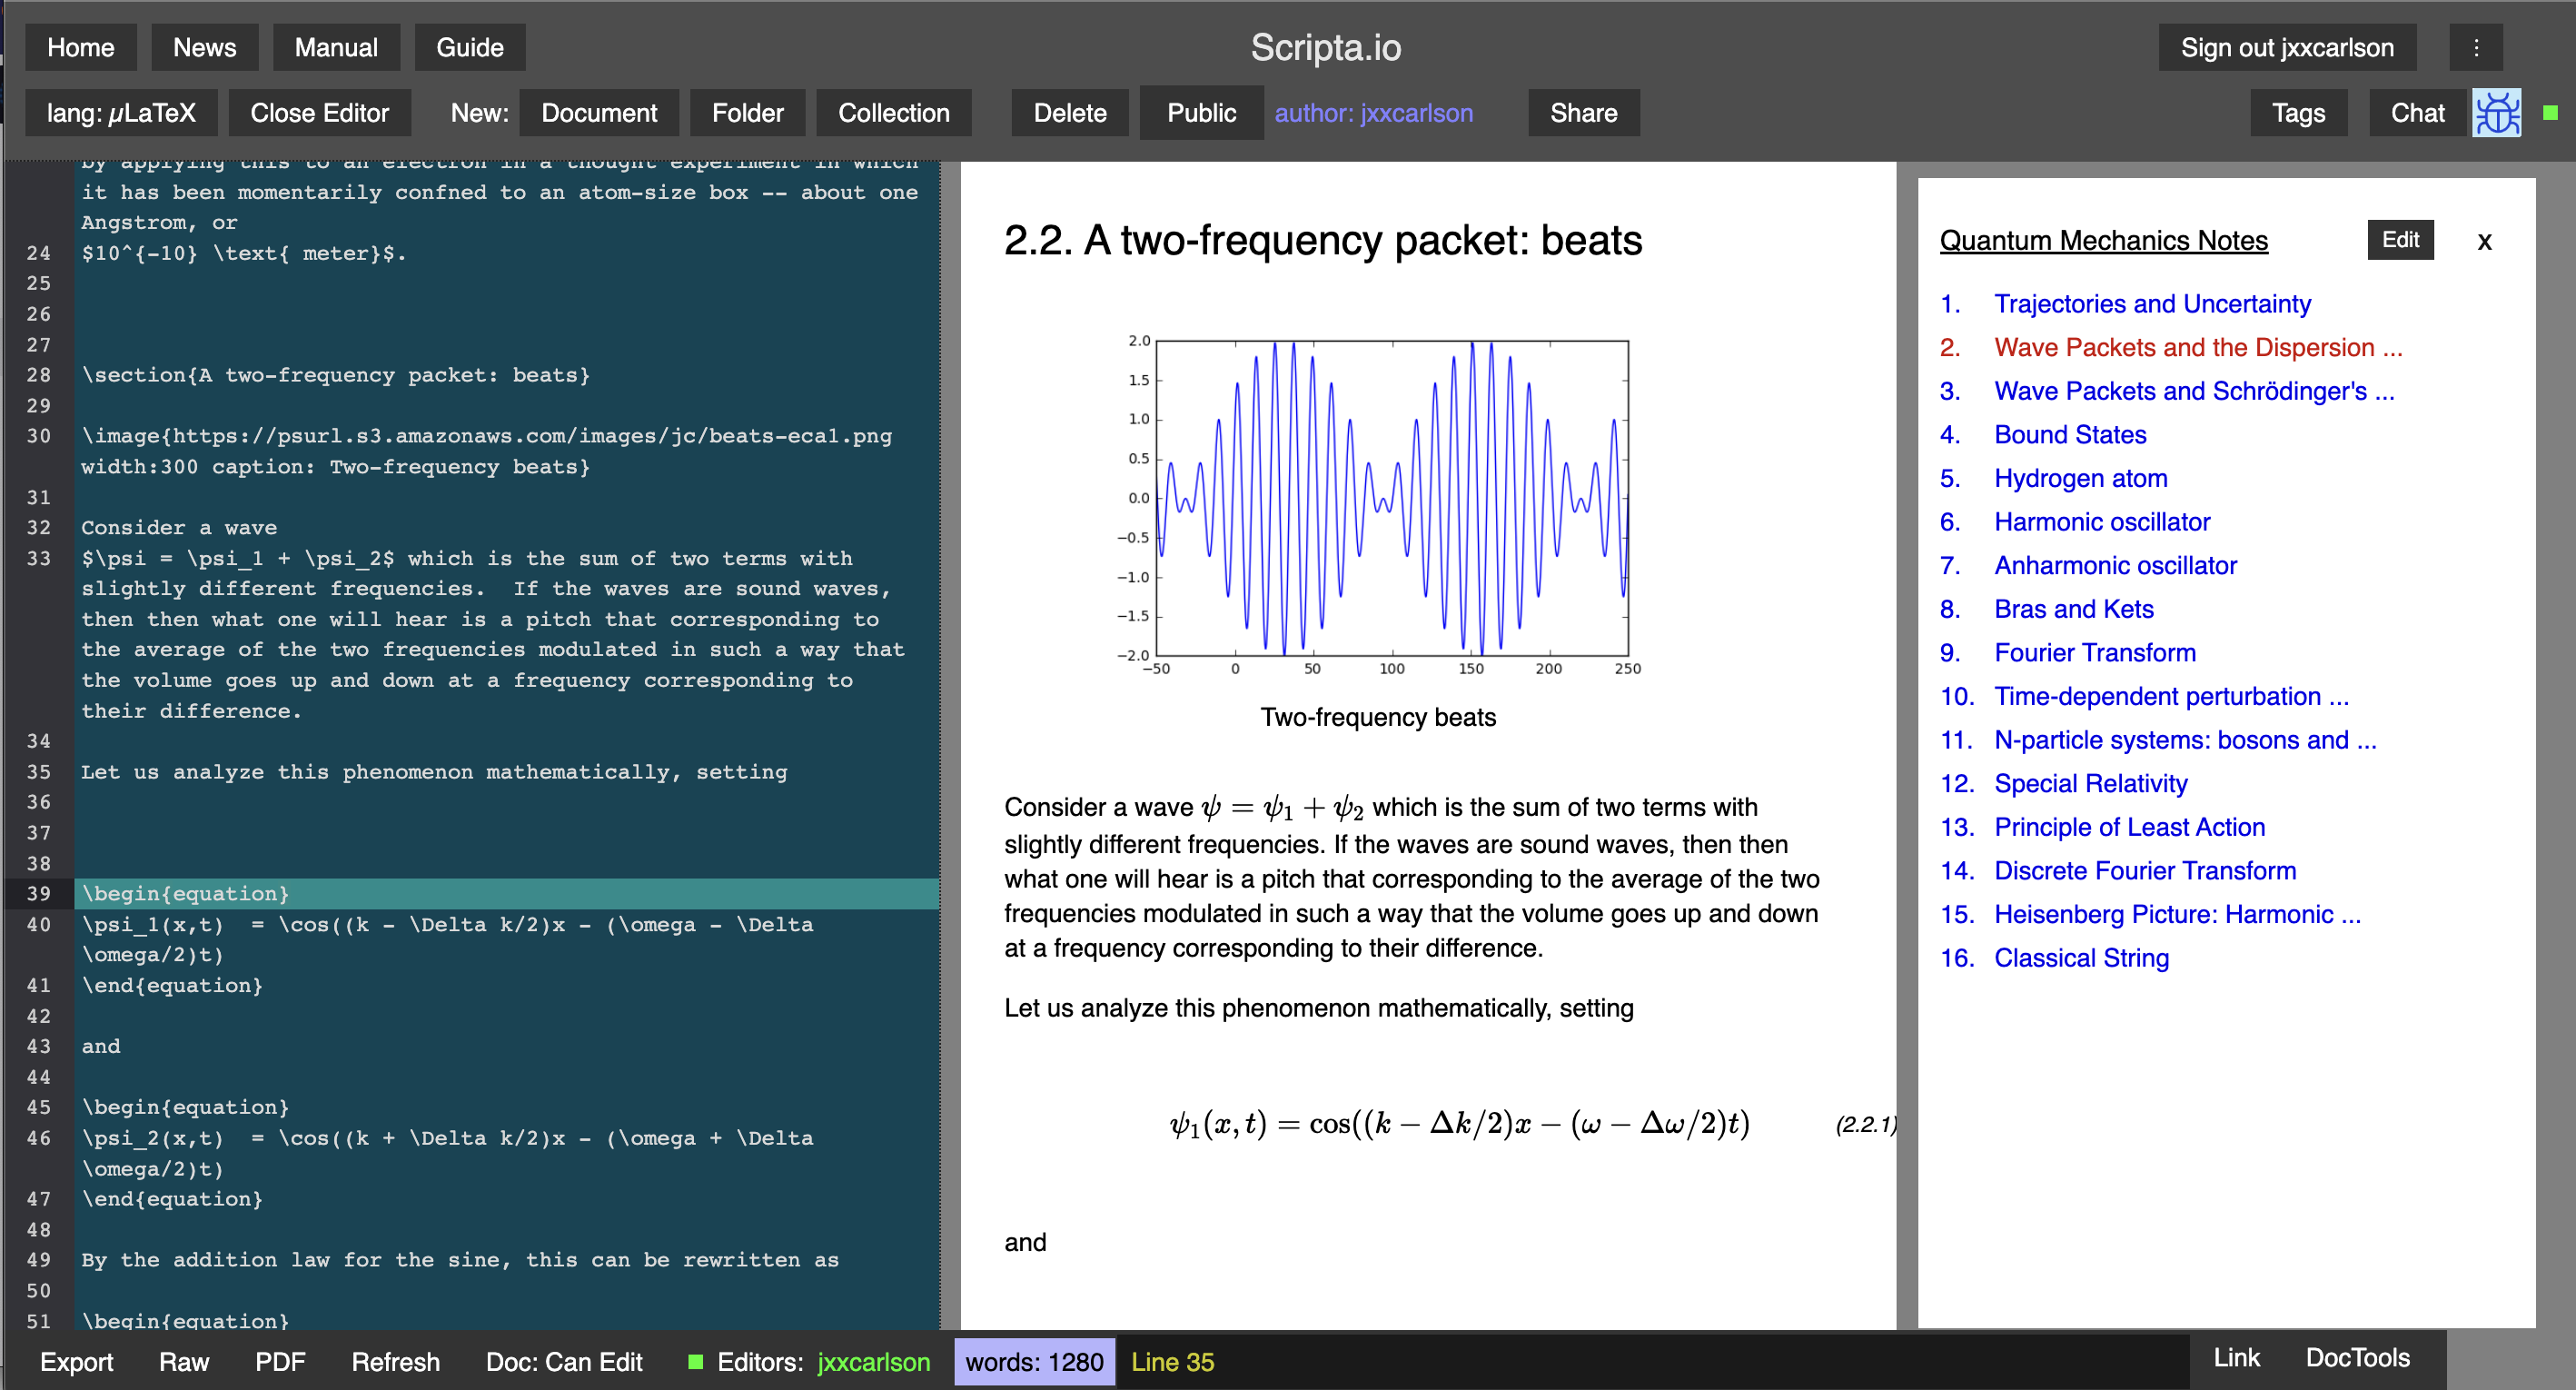 Home News Manual Guide Scripta.io Sign out jxxcarlson ⋮
lang: μLaTeX Close Editor New: Document Folder Collection Delete Public author: jxxcarlson Share Tags Chat
by applying this to an electron in a thought experiment in which
it has been momentarily confned to an atom-size box -- about one
Angstrom, or
24 $10^{-10} \text{ meter}$.
25
26
27
28 \section{A two-frequency packet: beats}
29
30 \image{https://psurl.s3.amazonaws.com/images/jc/beats-eca1.png
width:300 caption: Two-frequency beats}
31
32 Consider a wave
33 $\psi = \psi_1 + \psi_2$ which is the sum of two terms with
slightly different frequencies.  If the waves are sound waves,
then then what one will hear is a pitch that corresponding to
the average of the two frequencies modulated in such a way that
the volume goes up and down at a frequency corresponding to
their difference.
34
35 Let us analyze this phenomenon mathematically, setting
36
37
38
39 \begin{equation}
40 \psi_1(x,t)  = \cos((k - \Delta k/2)x - (\omega - \Delta
\omega/2)t)
41 \end{equation}
42
43 and
44
45 \begin{equation}
46 \psi_2(x,t)  = \cos((k + \Delta k/2)x - (\omega + \Delta
\omega/2)t)
47 \end{equation}
48
49 By the addition law for the sine, this can be rewritten as
50
51 \begin{equation}
2.2. A two-frequency packet: beats
2.0
1.5
1.0
0.5
0.0
−0.5
−1.0
−1.5
−2.0
−50 0 50 100 150 200 250
Two-frequency beats
Consider a wave ψ = ψ₁ + ψ₂ which is the sum of two terms with
slightly different frequencies. If the waves are sound waves, then then
what one will hear is a pitch that corresponding to the average of the two
frequencies modulated in such a way that the volume goes up and down
at a frequency corresponding to their difference.
Let us analyze this phenomenon mathematically, setting
ψ₁(x, t) = cos((k − Δk/2)x − (ω − Δω/2)t) (2.2.1)
and
Quantum Mechanics Notes Edit x
1. Trajectories and Uncertainty
2. Wave Packets and the Dispersion ...
3. Wave Packets and Schrödinger's ...
4. Bound States
5. Hydrogen atom
6. Harmonic oscillator
7. Anharmonic oscillator
8. Bras and Kets
9. Fourier Transform
10. Time-dependent perturbation ...
11. N-particle systems: bosons and ...
12. Special Relativity
13. Principle of Least Action
14. Discrete Fourier Transform
15. Heisenberg Picture: Harmonic ...
16. Classical String
Export Raw PDF Refresh Doc: Can Edit Editors: jxxcarlson words: 1280 Line 35 Link DocTools